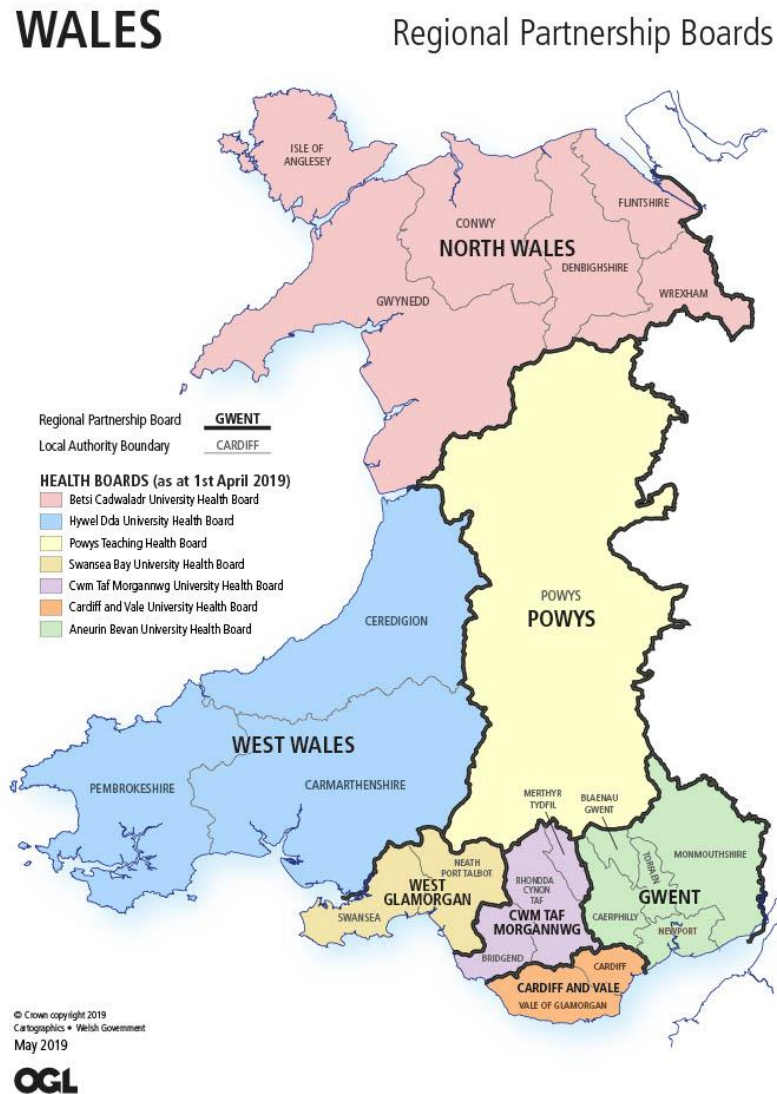 WALES
Regional Partnership Boards
ISLE OF
ANGLESEY
FLINTSHIRE
CONWY
NORTH WALES
DENBIGHSHIRE
WREXHAM
GWYNEDD
Regional Partnership Board GWENT
Local Authority Boundary CARDIFF
HEALTH BOARDS (as at 1st April 2019)
Betsi Cadwaladr University Health Board
Hywel Dda University Health Board
Powys Teaching Health Board
Swansea Bay University Health Board
Cwm Taf Morgannwg University Health Board
Cardiff and Vale University Health Board
Aneurin Bevan University Health Board
POWYS
POWYS
CEREDIGION
WEST WALES
PEMBROKESHIRE
CARMARTHENSHIRE
MERTHYR
TYDFIL
BLAENAU
GWENT
TORFAEN
MONMOUTHSHIRE
NEATH
PORT TALBOT
WEST
GLAMORGAN
SWANSEA
RHONDDA
CYNON
TAF
CWM TAF
MORGANNWG
BRIDGEND
GWENT
CAERPHILLY
NEWPORT
CARDIFF
CARDIFF AND VALE
VALE OF GLAMORGAN
© Crown copyright 2019
Cartographics • Welsh Government
May 2019
OGL